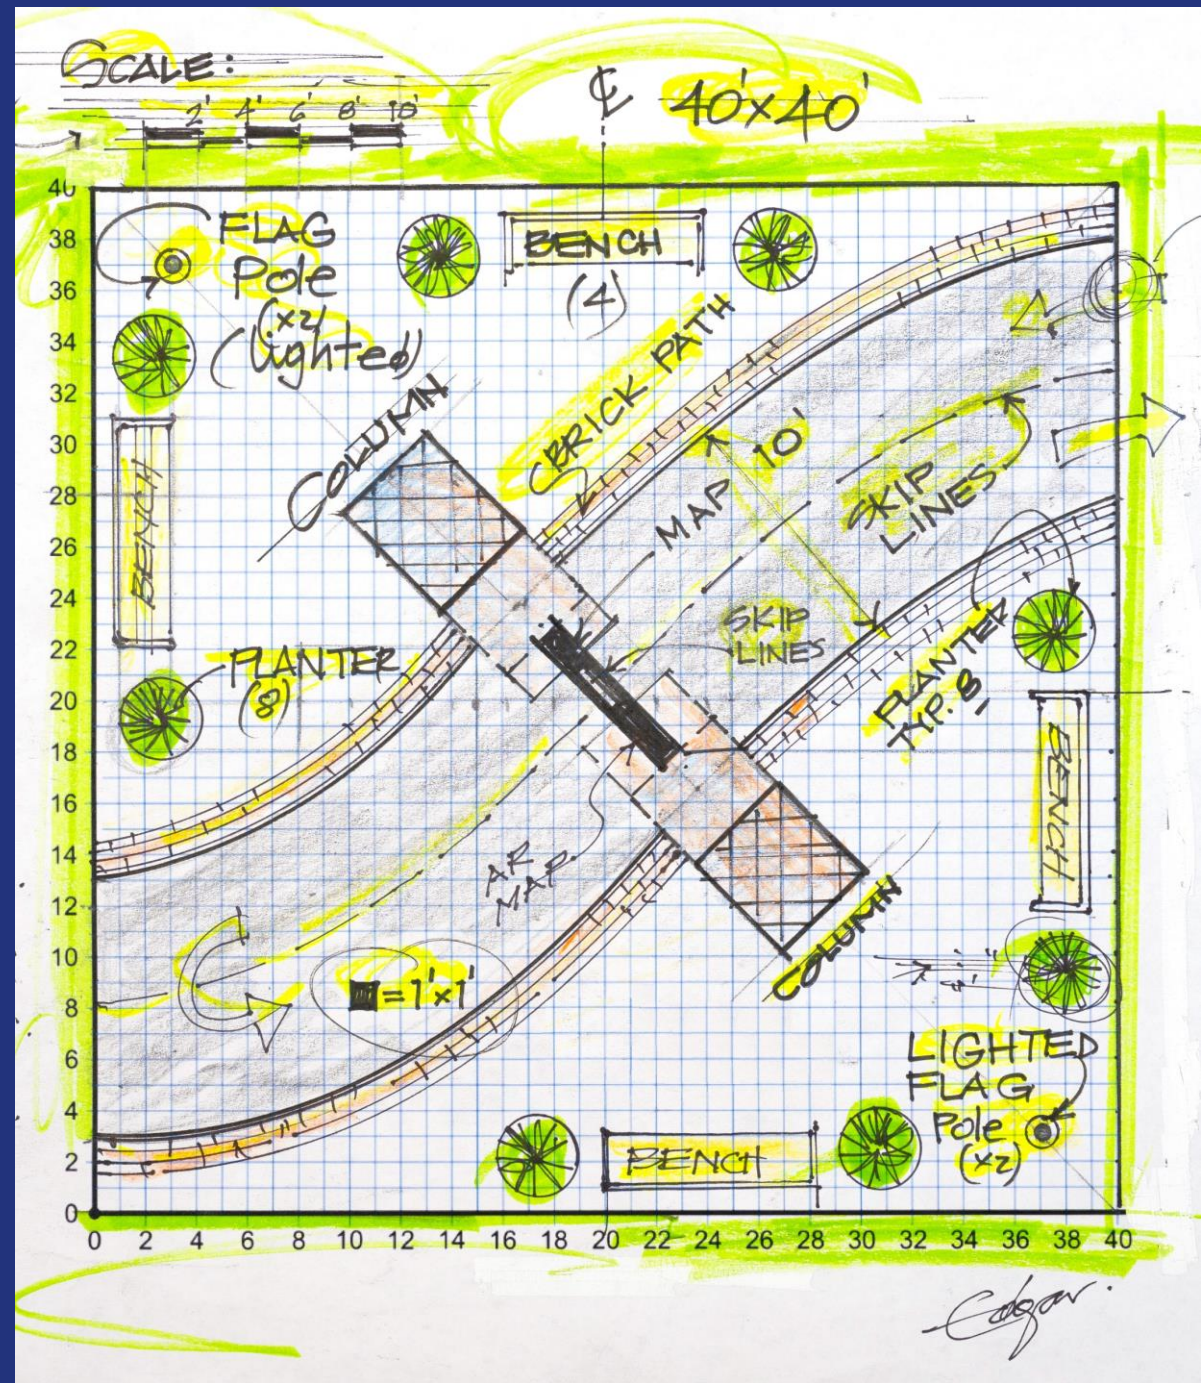 SCALE:
2' 4' 6' 8' 10'
℄ 40'x40'
40
38
36
34
32
30
28
26
24
22
20
18
16
14
12
10
8
6
4
2
0
FLAG
Pole
(x2)
(lighted)
BENCH
(4)
BRICK PATH
COLUMN
BENCH
MAP 10'
SKIP
LINES
SKIP
LINES
PLANTER
(8)
PLANTER
TYP. 8
BENCH
AR
MAP
COLUMN
■=1'x1'
LIGHTED
FLAG
Pole
(x2)
BENCH
0 2 4 6 8 10 12 14 16 18 20 22 24 26 28 30 32 34 36 38 40
Edgar.